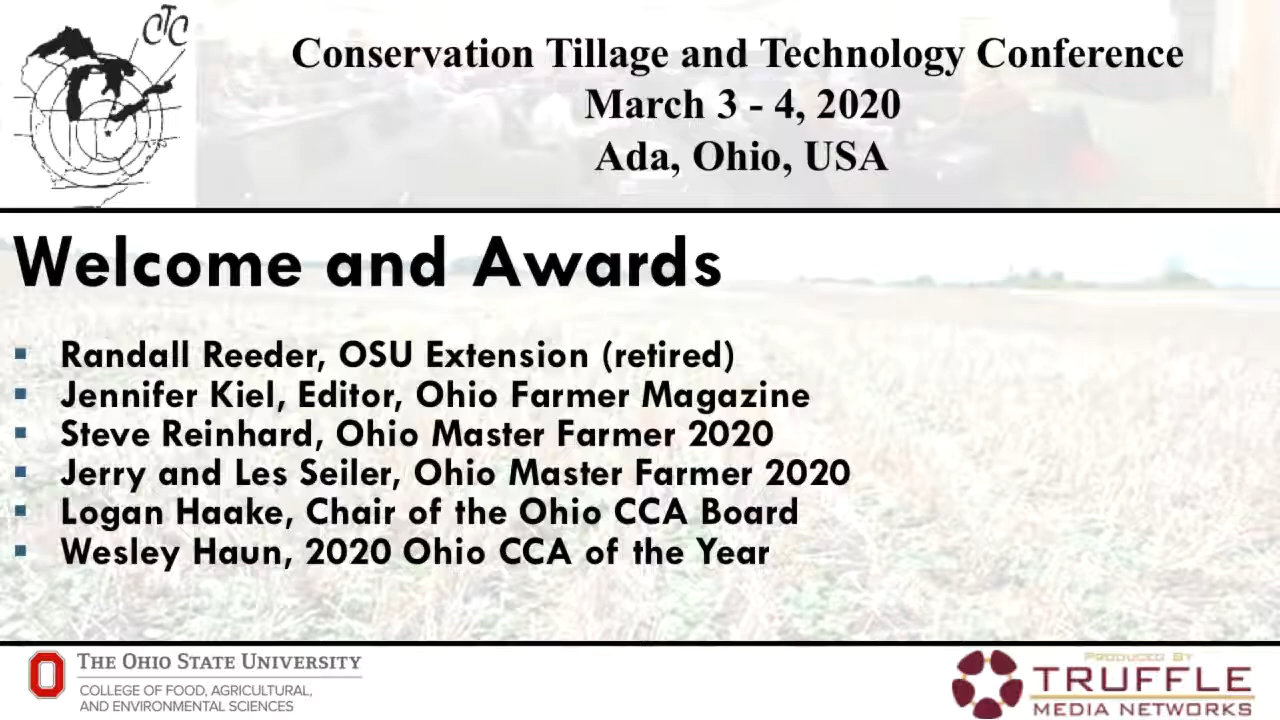 CTC
Conservation Tillage and Technology Conference
March 3 - 4, 2020
Ada, Ohio, USA
Welcome and Awards
▪ Randall Reeder, OSU Extension (retired)
▪ Jennifer Kiel, Editor, Ohio Farmer Magazine
▪ Steve Reinhard, Ohio Master Farmer 2020
▪ Jerry and Les Seiler, Ohio Master Farmer 2020
▪ Logan Haake, Chair of the Ohio CCA Board
▪ Wesley Haun, 2020 Ohio CCA of the Year
THE OHIO STATE UNIVERSITY
COLLEGE OF FOOD, AGRICULTURAL,
AND ENVIRONMENTAL SCIENCES
PRODUCED BY
TRUFFLE
MEDIA NETWORKS